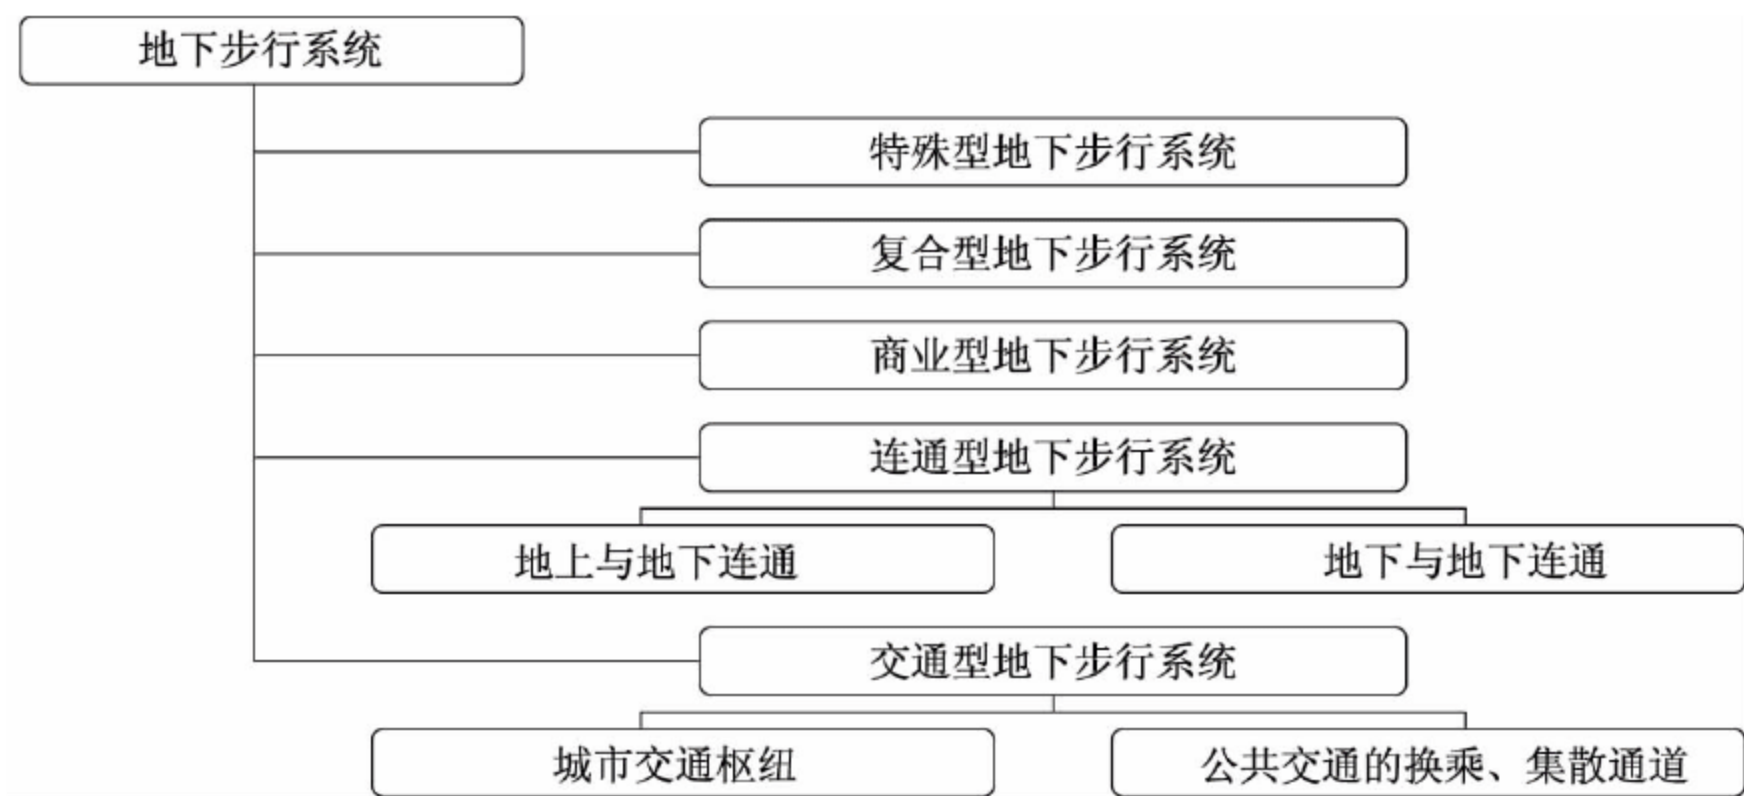 地下步行系统
特殊型地下步行系统
复合型地下步行系统
商业型地下步行系统
连通型地下步行系统
地上与地下连通
地下与地下连通
交通型地下步行系统
城市交通枢纽
公共交通的换乘、集散通道